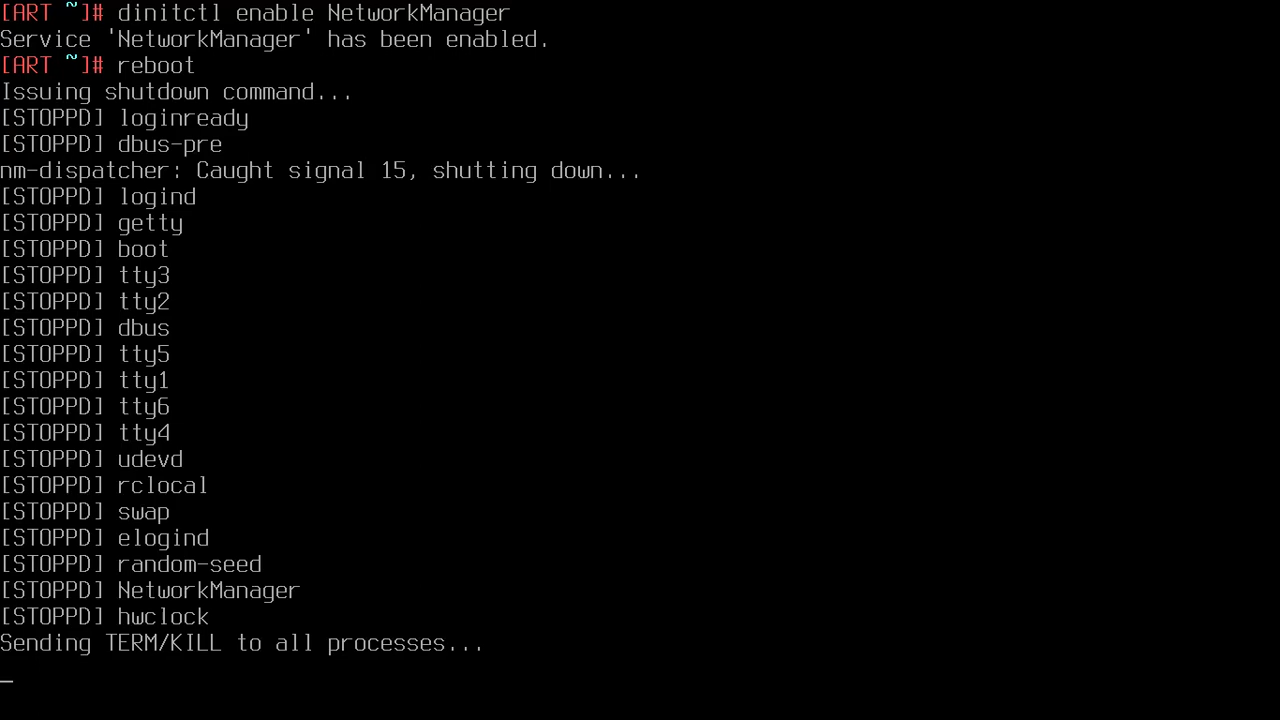 [ART ~]# dinitctl enable NetworkManager
Service 'NetworkManager' has been enabled.
[ART ~]# reboot
Issuing shutdown command...
[STOPPD] loginready
[STOPPD] dbus-pre
nm-dispatcher: Caught signal 15, shutting down...
[STOPPD] logind
[STOPPD] getty
[STOPPD] boot
[STOPPD] tty3
[STOPPD] tty2
[STOPPD] dbus
[STOPPD] tty5
[STOPPD] tty1
[STOPPD] tty6
[STOPPD] tty4
[STOPPD] udevd
[STOPPD] rclocal
[STOPPD] swap
[STOPPD] elogind
[STOPPD] random-seed
[STOPPD] NetworkManager
[STOPPD] hwclock
Sending TERM/KILL to all processes...